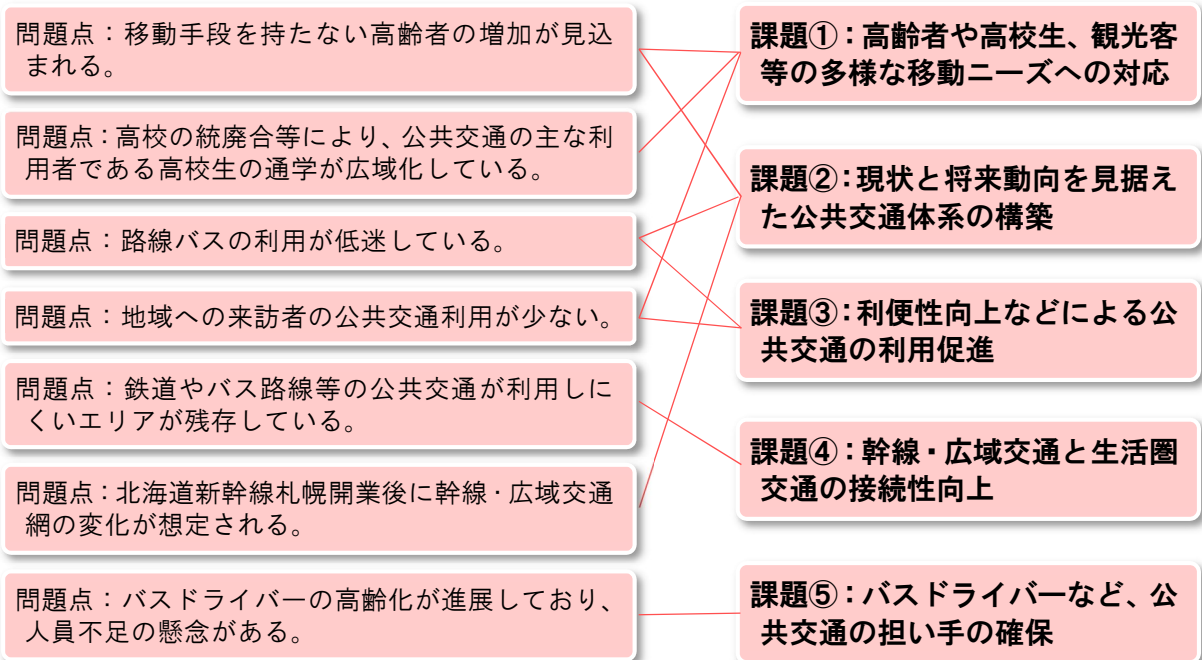 問題点：移動手段を持たない高齢者の増加が見込
まれる。
問題点：高校の統廃合等により、公共交通の主な利
用者である高校生の通学が広域化している。
問題点：路線バスの利用が低迷している。
問題点：地域への来訪者の公共交通利用が少ない。
問題点：鉄道やバス路線等の公共交通が利用しに
くいエリアが残存している。
問題点：北海道新幹線札幌開業後に幹線・広域交通
網の変化が想定される。
問題点：バスドライバーの高齢化が進展しており、
人員不足の懸念がある。
課題①：高齢者や高校生、観光客
等の多様な移動ニーズへの対応
課題②：現状と将来動向を見据え
た公共交通体系の構築
課題③：利便性向上などによる公
共交通の利用促進
課題④：幹線・広域交通と生活圏
交通の接続性向上
課題⑤：バスドライバーなど、公
共交通の担い手の確保